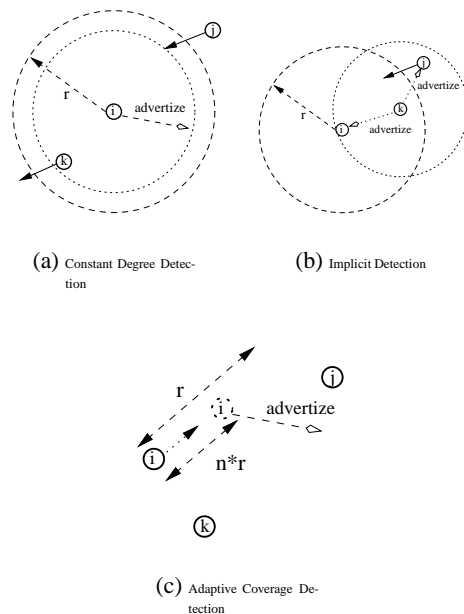 j
r
i
advertize
k
j
advertize
k
r
i
advertize
(a) Constant Degree Detec-
tion
(b) Implicit Detection
r
j
i
advertize
i
n*r
k
(c) Adaptive Coverage De-
tection